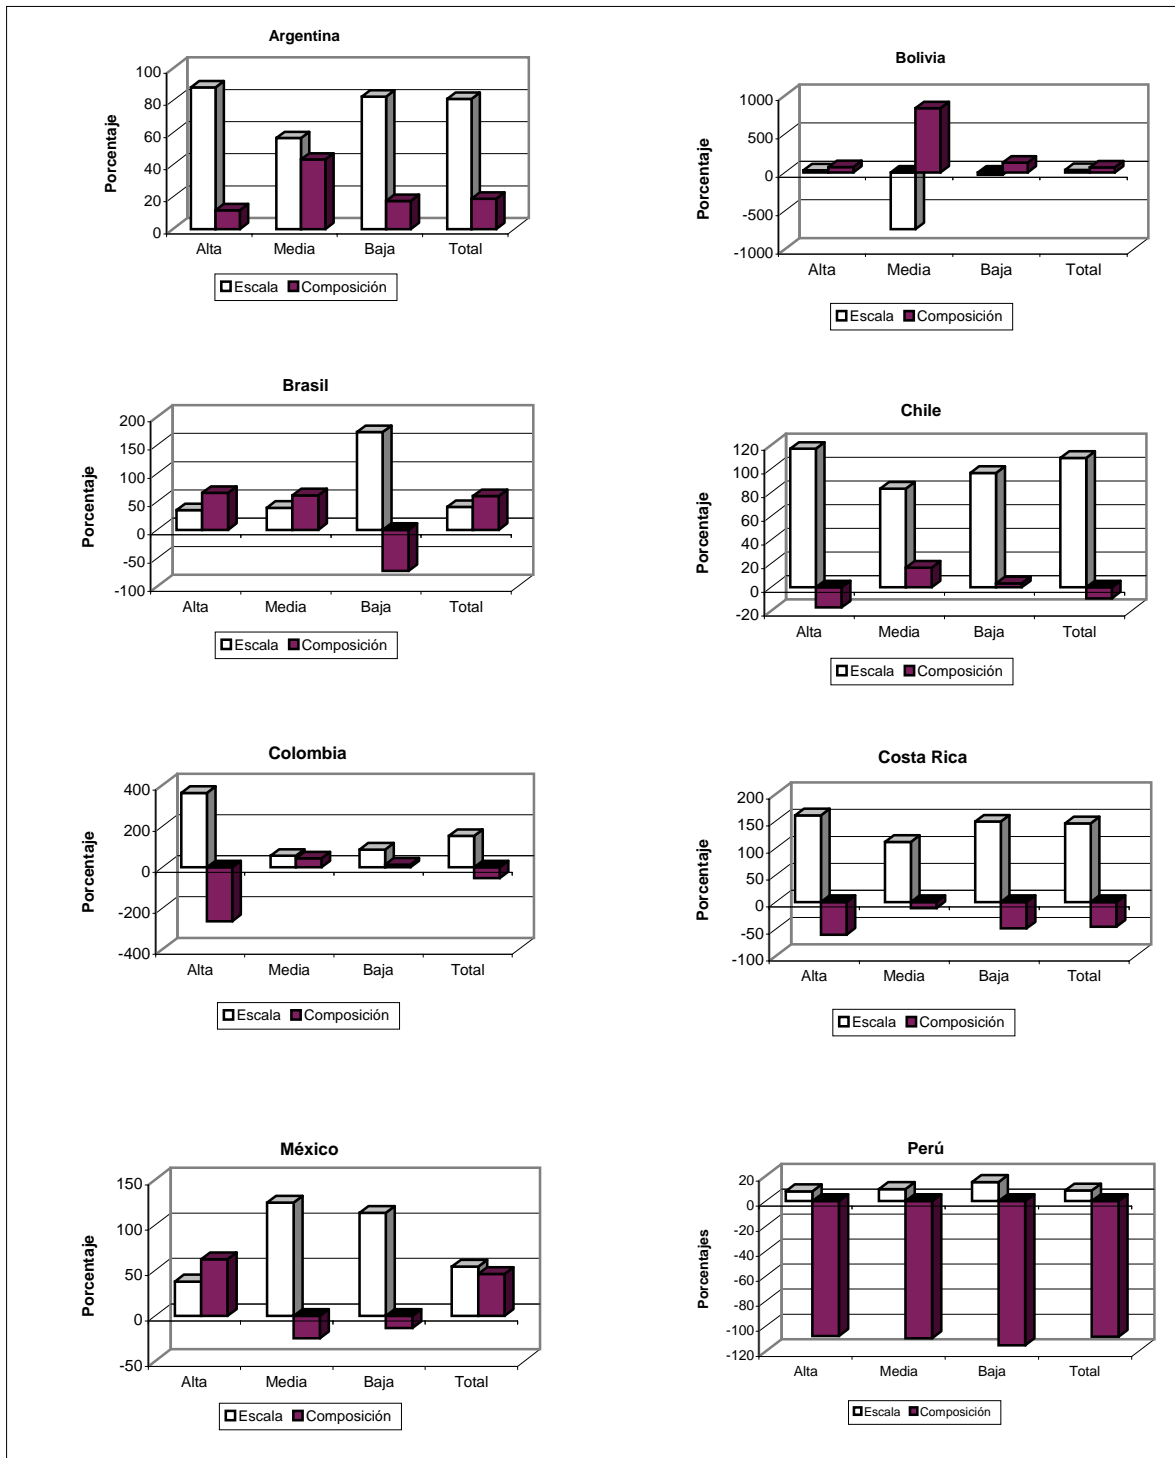 Argentina
Porcentaje
100
80
60
40
20
0
Alta Media Baja Total
Escala Composición
Bolivia
Porcentaje
1000
500
0
-500
-1000
Alta Media Baja Total
Escala Composición
Brasil
Porcentaje
200
150
100
50
0
-50
-100
Alta Media Baja Total
Escala Composición
Chile
Porcentaje
120
100
80
60
40
20
0
-20
Alta Media Baja Total
Escala Composición
Colombia
Porcentaje
400
200
0
-200
-400
Alta Media Baja Total
Escala Composición
Costa Rica
Porcentaje
200
150
100
50
0
-50
-100
Alta Media Baja Total
Escala Composición
México
Porcentaje
150
100
50
0
-50
Alta Media Baja Total
Escala Composición
Perú
Porcentajes
20
0
-20
-40
-60
-80
-100
-120
Alta Media Baja Total
Escala Composición